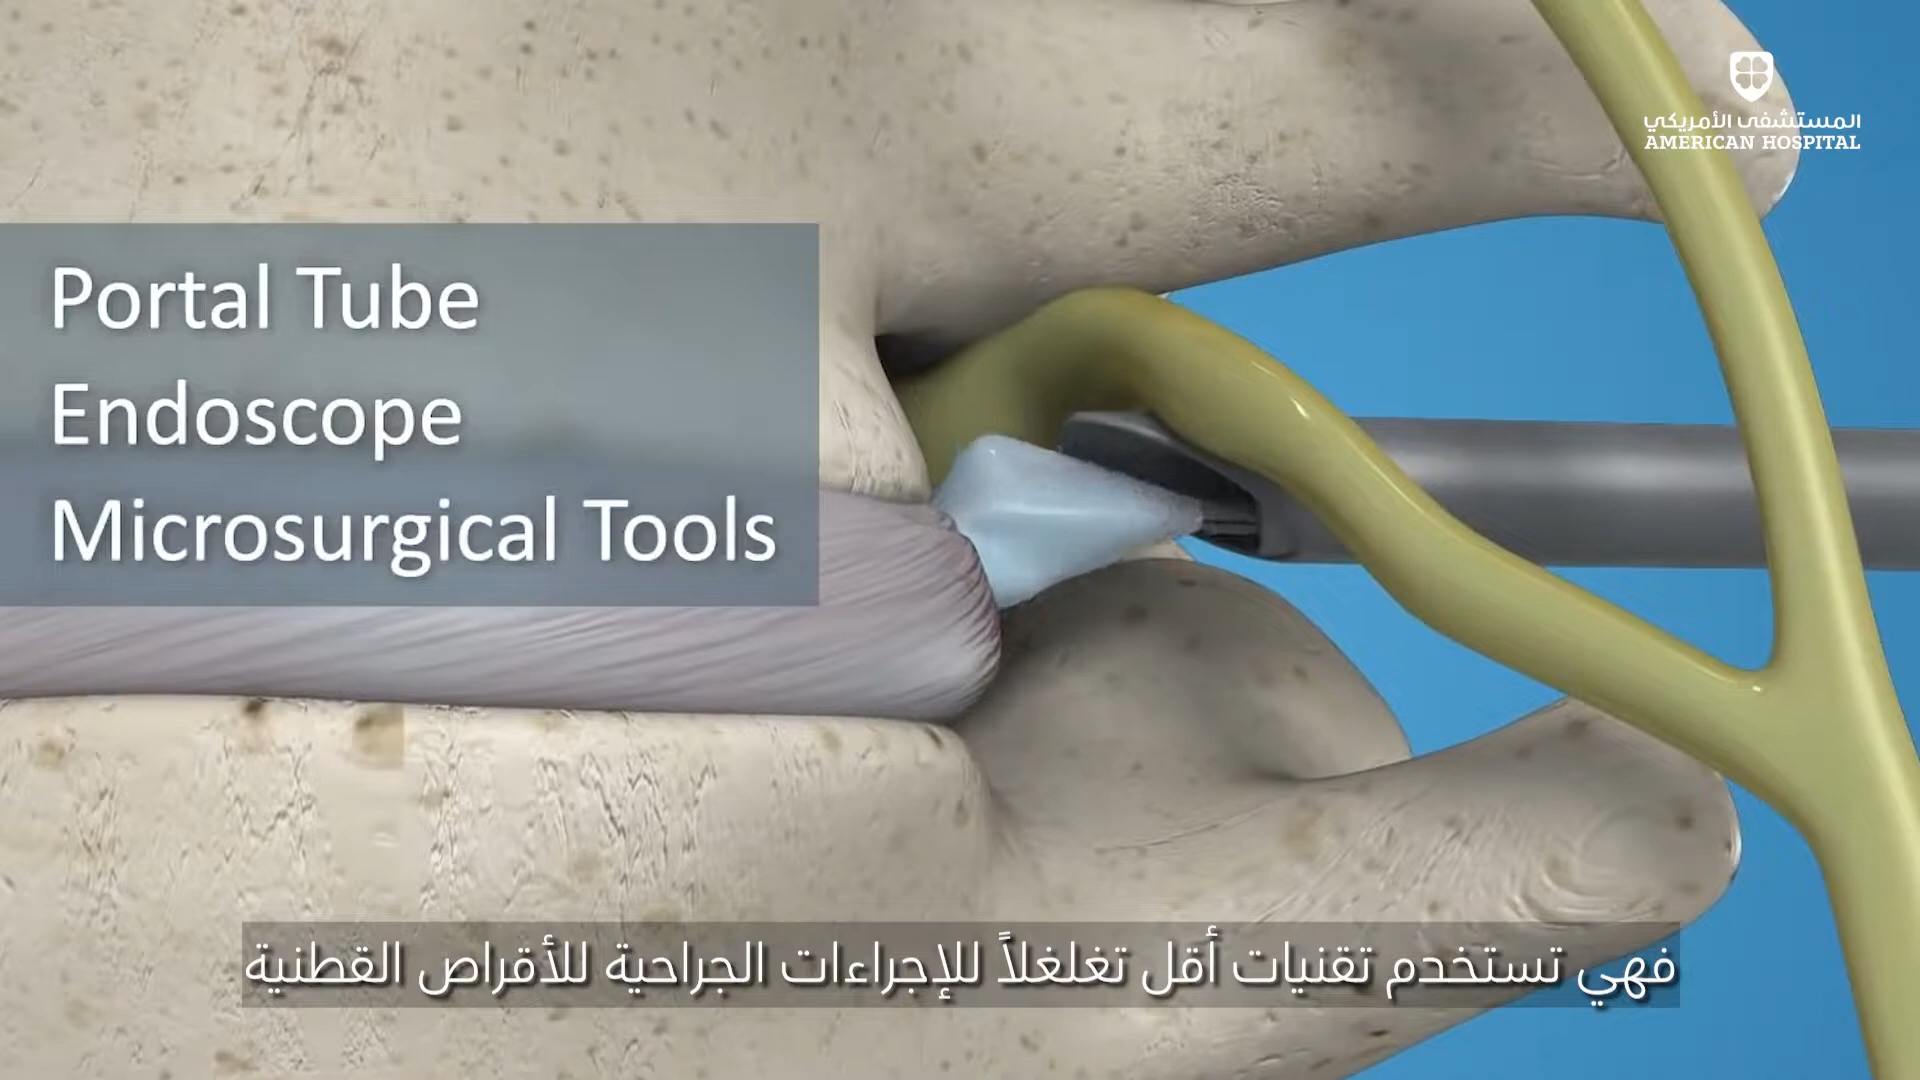 المستشفى الأمريكي
AMERICAN HOSPITAL
Portal Tube
Endoscope
Microsurgical Tools
فهي تستخدم تقنيات أقل تغلغلاً للإجراءات الجراحية للأقراص القطنية